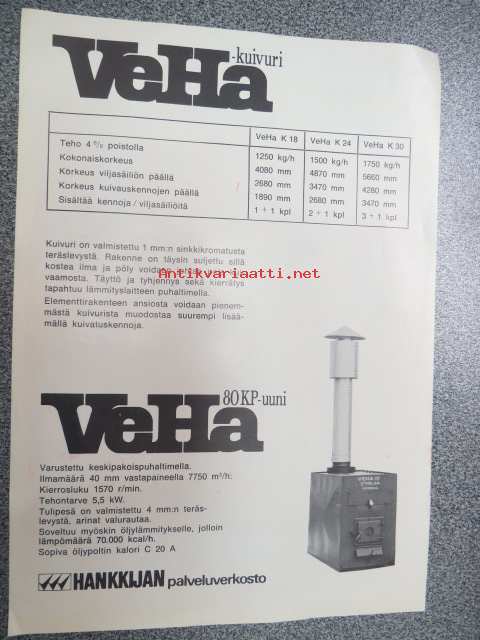 VeHa -kuivuri
VeHa K 18 VeHa K 24 VeHa K 30
Teho 4 % poistolla 1250 kg/h 1500 kg/h 1750 kg/h
Kokonaiskorkeus 4080 mm 4870 mm 5660 mm
Korkeus viljasäiliön päällä 2680 mm 3470 mm 4280 mm
Korkeus kuivauskennojen päällä 1890 mm 2680 mm 3470 mm
Sisältää kennoja / viljasäiliöitä 1 + 1 kpl 2 + 1 kpl 3 + 1 kpl
Kuivuri on valmistettu 1 mm:n sinkkikromatusta
teräslevystä. Rakenne on täysin suljettu sillä
kostea ilma ja pöly voidaan
vaamosta. Täyttö ja tyhjennys sekä kierrätys
tapahtuu lämmityslaitteen puhaltimella.
Elementtirakenteen ansiosta voidaan pienem-
mästä kuivurista muodostaa suurempi lisää-
mällä kuivatuskennoja.
Antikvariaatti.net
VeHa 80 KP-uuni
Varustettu keskipakoispuhaltimella.
Ilmamäärä 40 mm vastapaineella 7750 m³/h.
Kierrosluku 1570 r/min.
Tehontarve 5,5 kW.
Tulipesä on valmistettu 4 mm:n teräs-
levystä, arinat valurautaa.
Soveltuu myöskin öljylämmitykselle, jolloin
lämpömäärä 70.000 kcal/h.
Sopiva öljypoltin kalori C 20 A
HANKKIJAN palveluverkosto